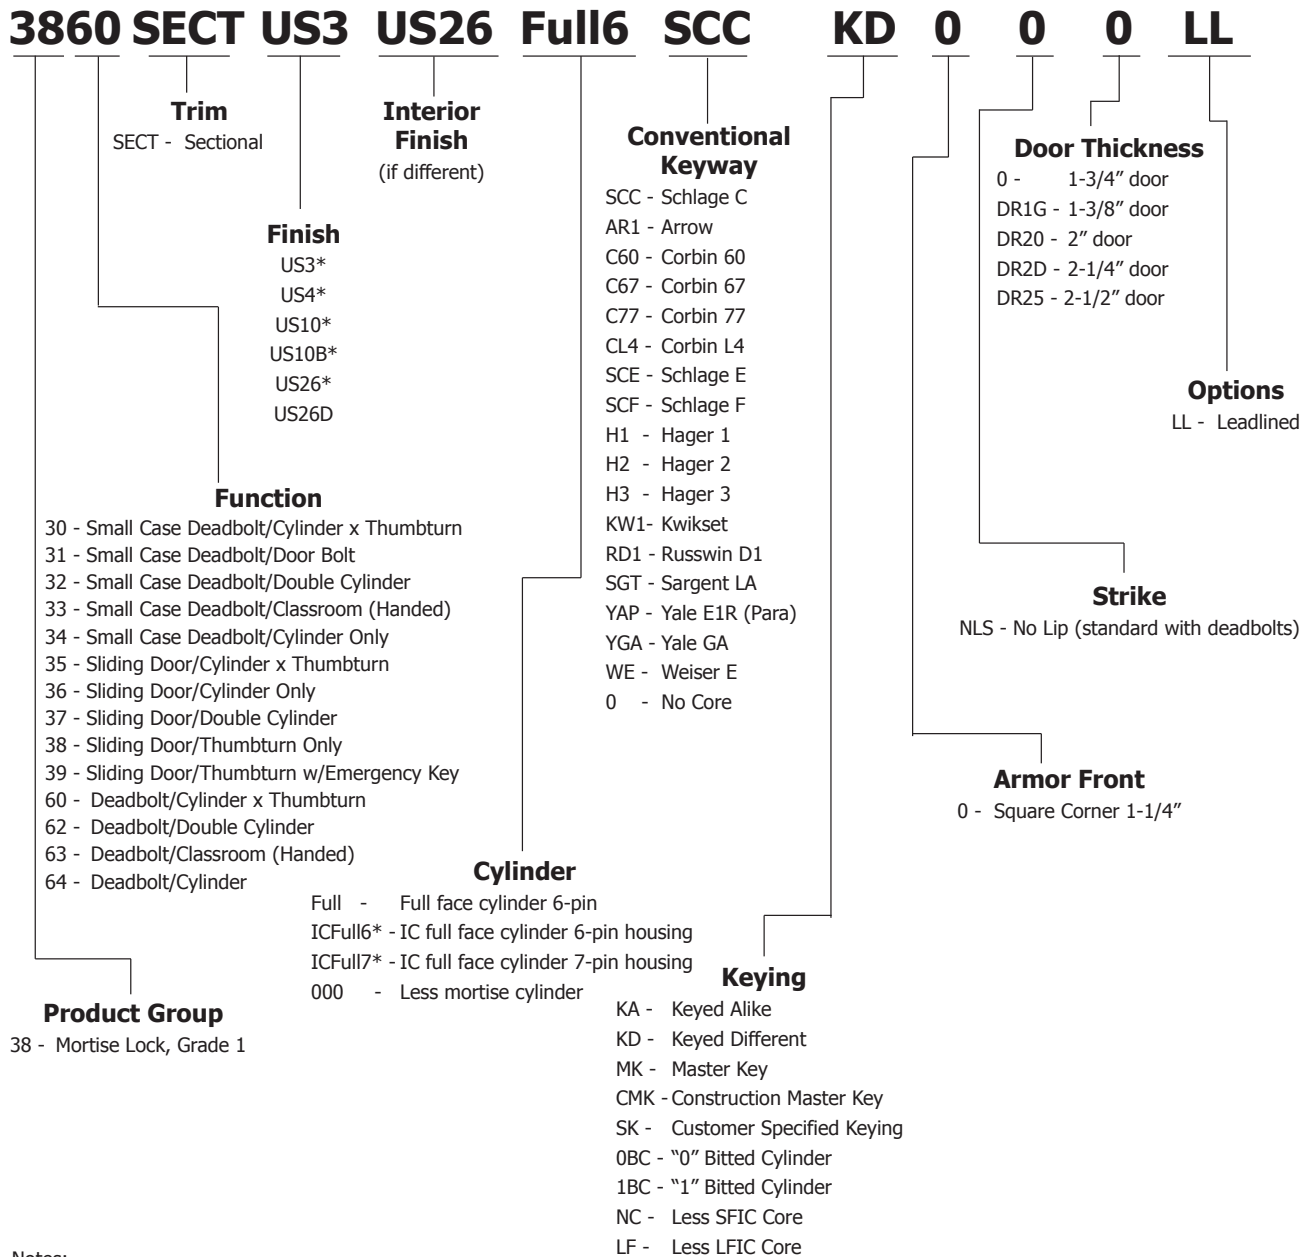 3860 SECT US3 US26 Full6 SCC KD 0 0 0 LL
Trim
SECT - Sectional
Interior
Finish
(if different)
Finish
US3*
US4*
US10*
US10B*
US26*
US26D
Function
30 - Small Case Deadbolt/Cylinder x Thumbturn
31 - Small Case Deadbolt/Door Bolt
32 - Small Case Deadbolt/Double Cylinder
33 - Small Case Deadbolt/Classroom (Handed)
34 - Small Case Deadbolt/Cylinder Only
35 - Sliding Door/Cylinder x Thumbturn
36 - Sliding Door/Cylinder Only
37 - Sliding Door/Double Cylinder
38 - Sliding Door/Thumbturn Only
39 - Sliding Door/Thumbturn w/Emergency Key
60 - Deadbolt/Cylinder x Thumbturn
62 - Deadbolt/Double Cylinder
63 - Deadbolt/Classroom (Handed)
64 - Deadbolt/Cylinder
Product Group
38 - Mortise Lock, Grade 1
Cylinder
Full - Full face cylinder 6-pin
ICFull6* - IC full face cylinder 6-pin housing
ICFull7* - IC full face cylinder 7-pin housing
000 - Less mortise cylinder
Conventional
Keyway
SCC - Schlage C
AR1 - Arrow
C60 - Corbin 60
C67 - Corbin 67
C77 - Corbin 77
CL4 - Corbin L4
SCE - Schlage E
SCF - Schlage F
H1 - Hager 1
H2 - Hager 2
H3 - Hager 3
KW1- Kwikset
RD1 - Russwin D1
SGT - Sargent LA
YAP - Yale E1R (Para)
YGA - Yale GA
WE - Weiser E
0 - No Core
Keying
KA - Keyed Alike
KD - Keyed Different
MK - Master Key
CMK - Construction Master Key
SK - Customer Specified Keying
0BC - “0” Bitted Cylinder
1BC - “1” Bitted Cylinder
NC - Less SFIC Core
LF - Less LFIC Core
Door Thickness
0 - 1-3/4” door
DR1G - 1-3/8” door
DR20 - 2” door
DR2D - 2-1/4” door
DR25 - 2-1/2” door
Options
LL - Leadlined
Strike
NLS - No Lip (standard with deadbolts)
Armor Front
0 - Square Corner 1-1/4”